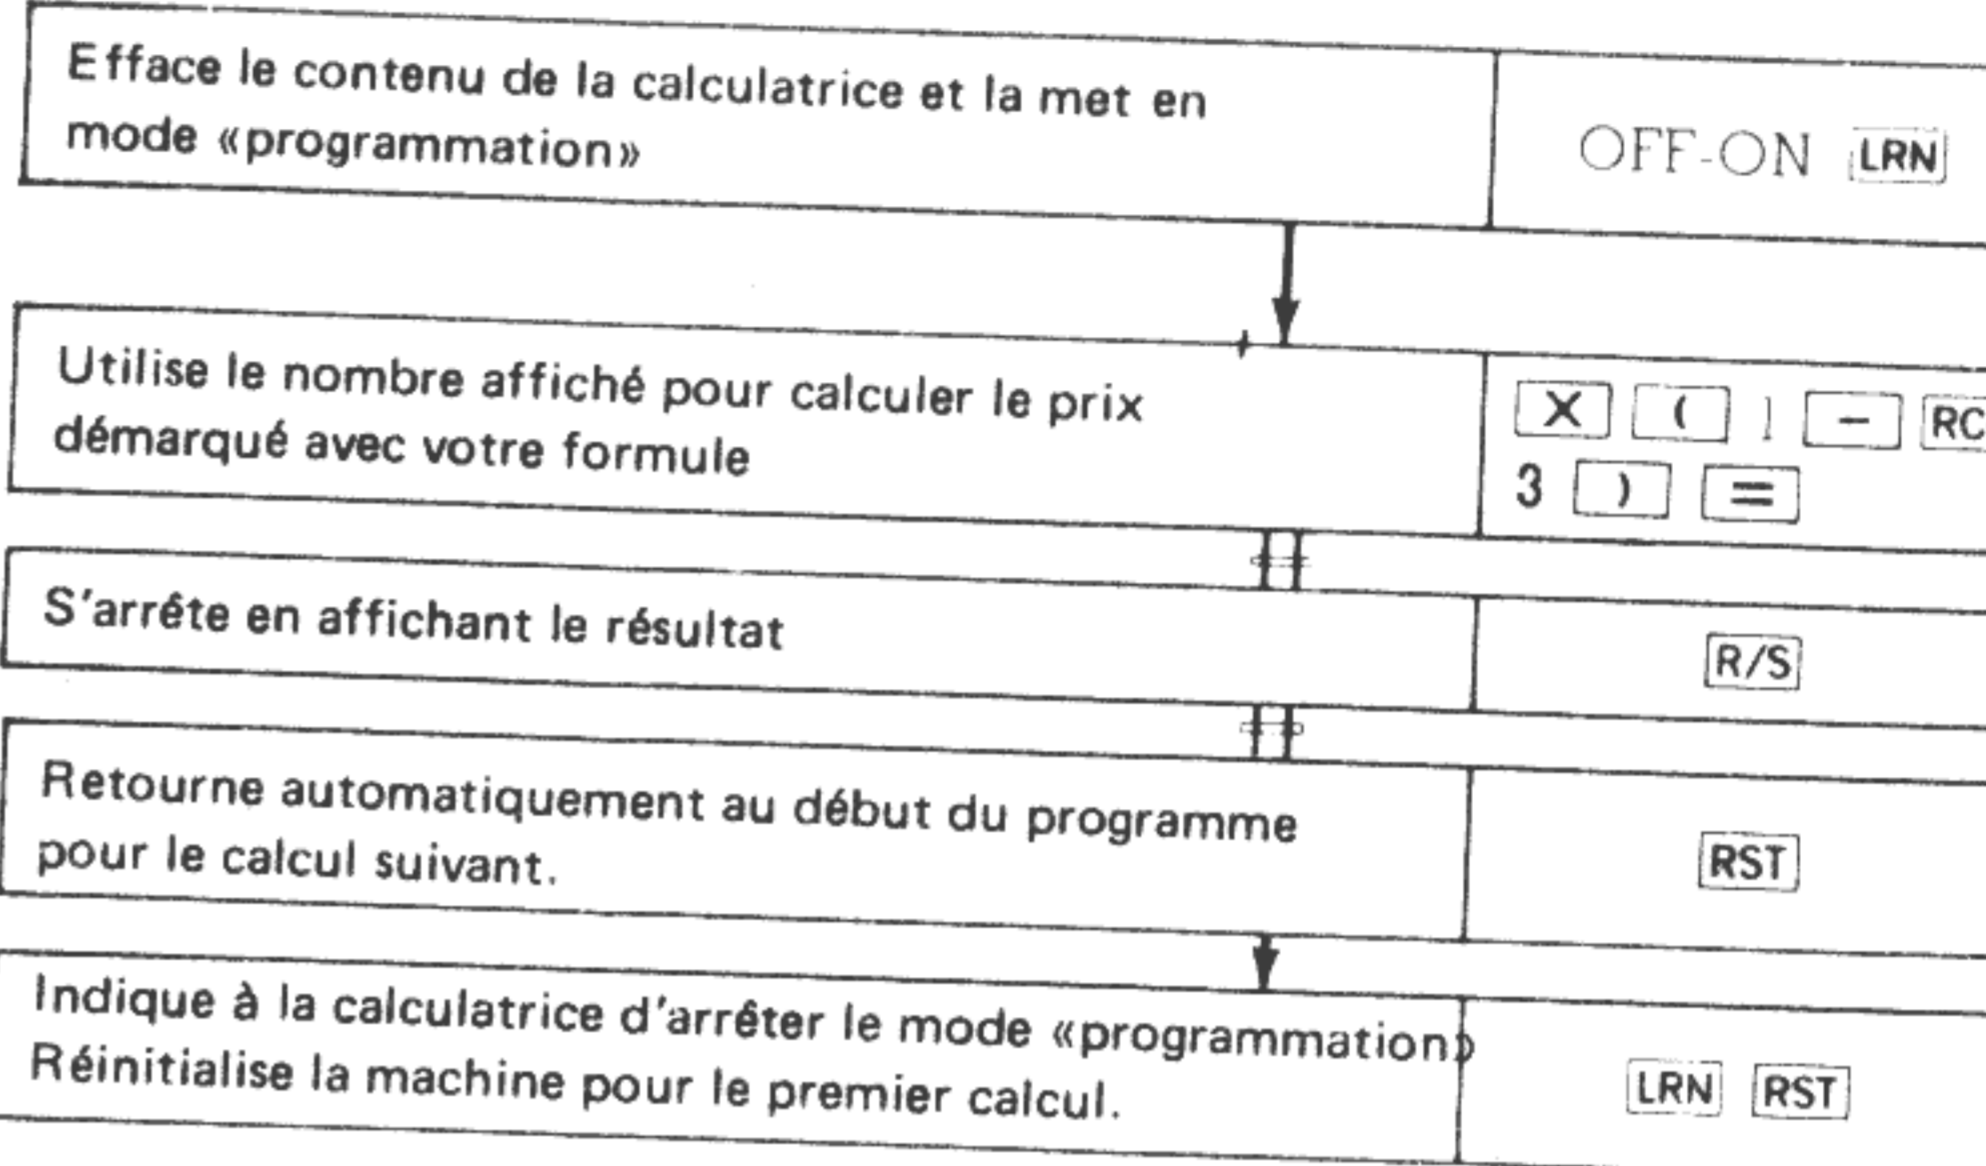 Efface le contenu de la calculatrice et la met en
mode «programmation»
OFF-ON LRN
Utilise le nombre affiché pour calculer le prix
démarqué avec votre formule
X ( 1 − RC
3 ) =
S'arrête en affichant le résultat
R/S
Retourne automatiquement au début du programme
pour le calcul suivant.
RST
Indique à la calculatrice d'arrêter le mode «programmation»
Réinitialise la machine pour le premier calcul.
LRN RST